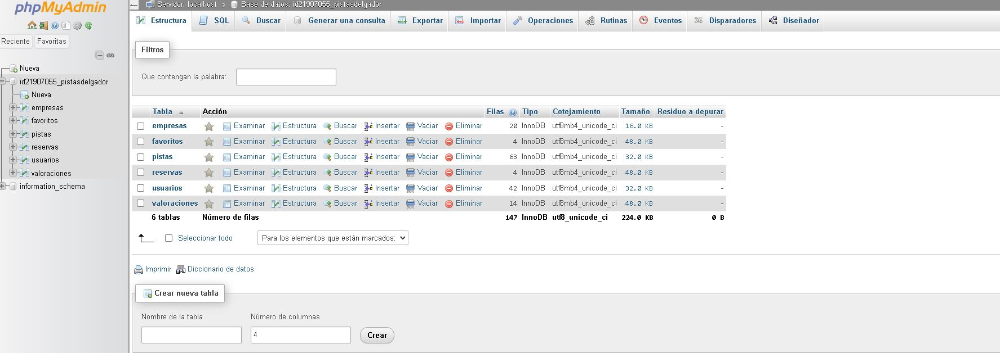 phpMyAdmin
Reciente Favoritas
Nueva
id21907055_pistasdelgador
Nueva
empresas
favoritos
pistas
reservas
usuarios
valoraciones
information_schema
Servidor: localhost » Base de datos: id21907055_pistasdelgador
Estructura SQL Buscar Generar una consulta Exportar Importar Operaciones Rutinas Eventos Disparadores Diseñador
Filtros
Que contengan la palabra:
Tabla Acción Filas Tipo Cotejamiento Tamaño Residuo a depurar
empresas Examinar Estructura Buscar Insertar Vaciar Eliminar 20 InnoDB utf8mb4_unicode_ci 16.0 KB -
favoritos Examinar Estructura Buscar Insertar Vaciar Eliminar 4 InnoDB utf8mb4_unicode_ci 48.0 KB -
pistas Examinar Estructura Buscar Insertar Vaciar Eliminar 63 InnoDB utf8mb4_unicode_ci 32.0 KB -
reservas Examinar Estructura Buscar Insertar Vaciar Eliminar 4 InnoDB utf8mb4_unicode_ci 48.0 KB -
usuarios Examinar Estructura Buscar Insertar Vaciar Eliminar 42 InnoDB utf8mb4_unicode_ci 32.0 KB -
valoraciones Examinar Estructura Buscar Insertar Vaciar Eliminar 14 InnoDB utf8mb4_unicode_ci 48.0 KB -
6 tablas Número de filas 147 InnoDB utf8_unicode_ci 224.0 KB 0 B
Seleccionar todo Para los elementos que están marcados:
Imprimir Diccionario de datos
Crear nueva tabla
Nombre de la tabla Número de columnas
4 Crear